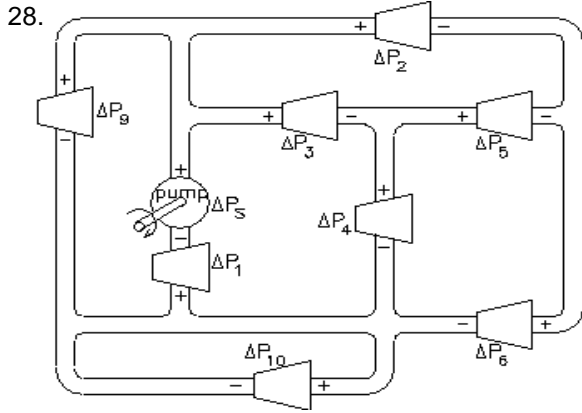 28.
+ −
ΔP₂
+
ΔP₉
−
+ −
ΔP₃
+ −
ΔP₅
+
pump
ΔPₛ
−
+
ΔP₄
−
ΔP₁
+
− +
ΔP₆
ΔP₁₀
− +